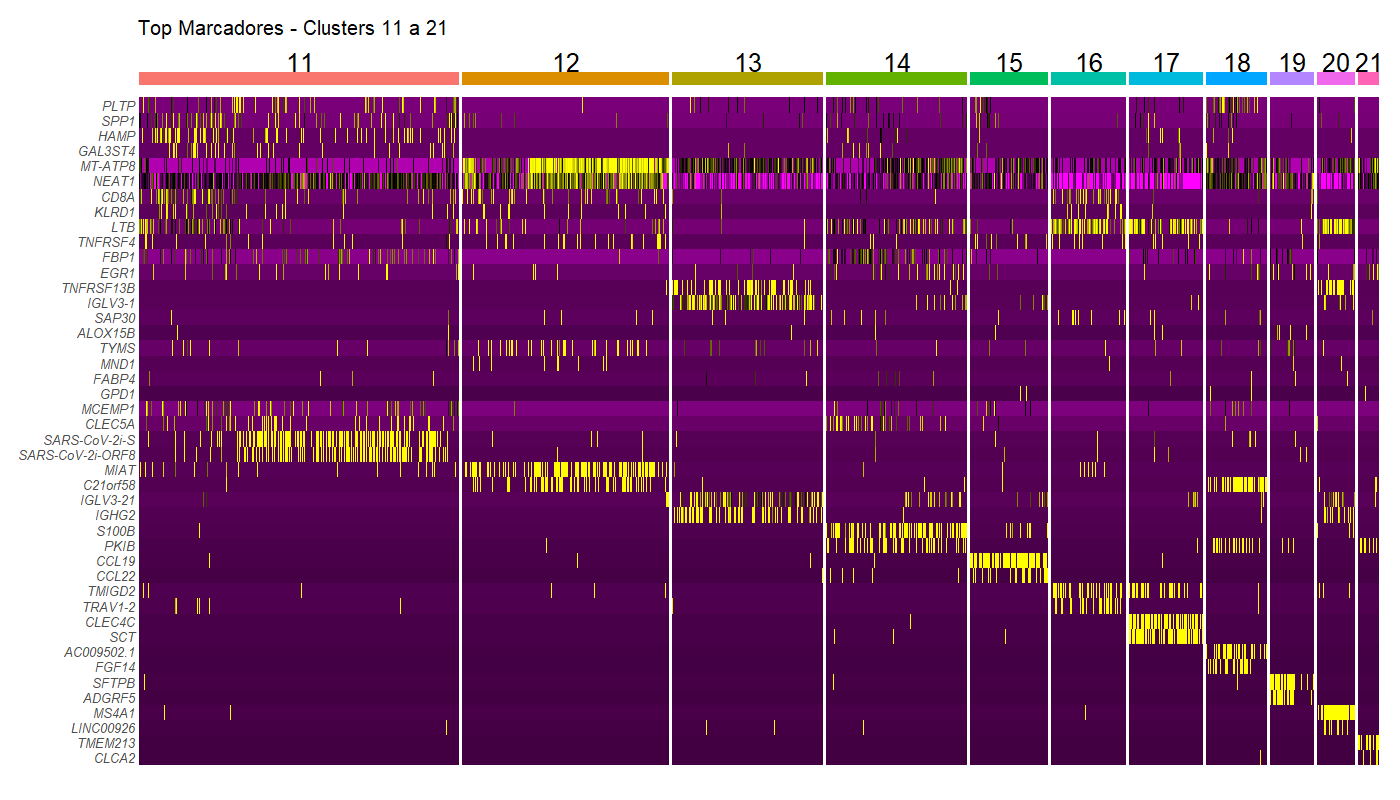 Top Marcadores - Clusters 11 a 21
11 12 13 14 15 16 17 18 19 20 21
PLTP
SPP1
HAMP
GAL3ST4
MT-ATP8
NEAT1
CD8A
KLRD1
LTB
TNFRSF4
FBP1
EGR1
TNFRSF13B
IGLV3-1
SAP30
ALOX15B
TYMS
MND1
FABP4
GPD1
MCEMP1
CLEC5A
SARS-CoV-2i-S
SARS-CoV-2i-ORF8
MIAT
C21orf58
IGLV3-21
IGHG2
S100B
PKIB
CCL19
CCL22
TMIGD2
TRAV1-2
CLEC4C
SCT
AC009502.1
FGF14
SFTPB
ADGRF5
MS4A1
LINC00926
TMEM213
CLCA2